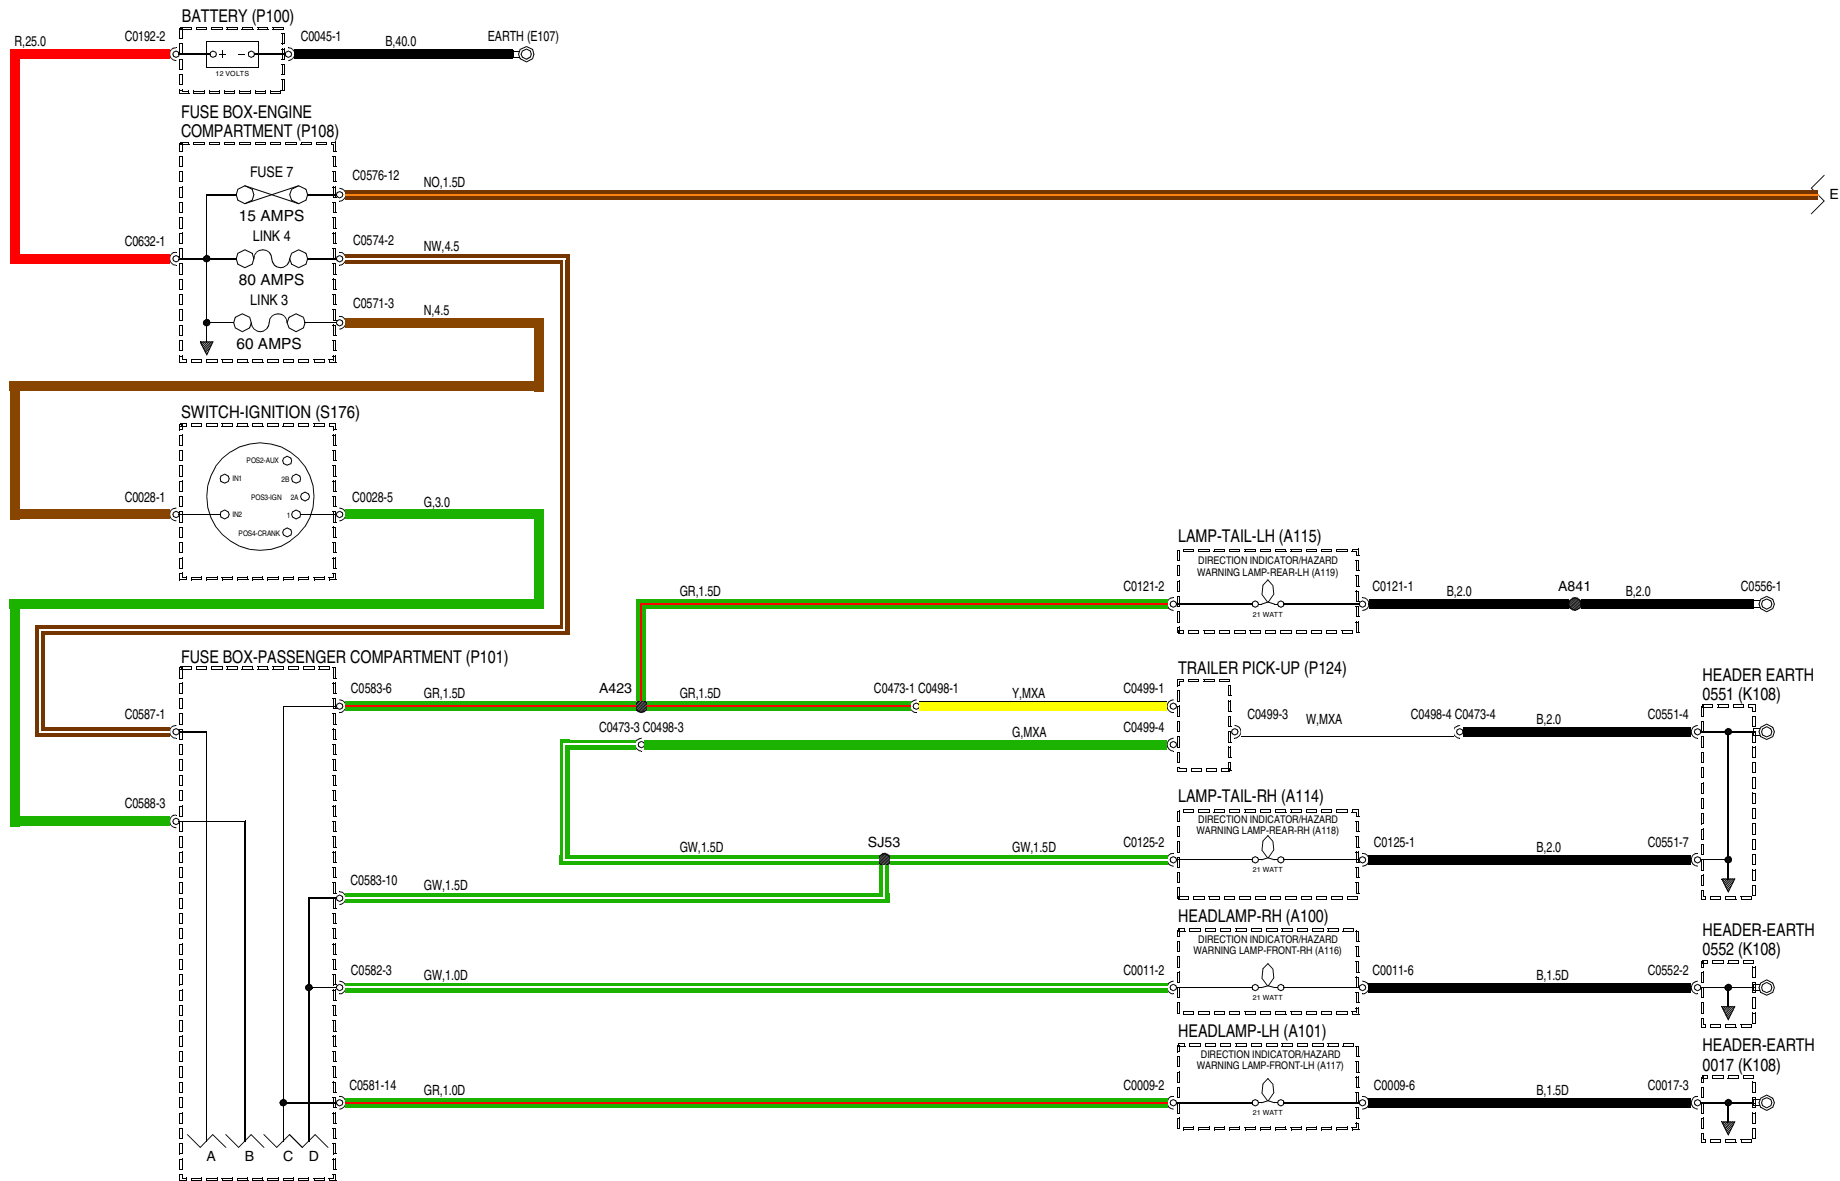 BATTERY (P100)
R,25.0
C0192-2
+
–
12 VOLTS
C0045-1
B,40.0
EARTH (E107)
FUSE BOX-ENGINE
COMPARTMENT (P108)
FUSE 7
15 AMPS
C0576-12
NO,1.5D
E
C0632-1
LINK 4
80 AMPS
C0574-2
NW,4.5
LINK 3
60 AMPS
C0571-3
N,4.5
SWITCH-IGNITION (S176)
POS2-AUX
IN1
2B
POS3-IGN
2A
IN2
1
POS4-CRANK
C0028-1
C0028-5
G,3.0
LAMP-TAIL-LH (A115)
DIRECTION INDICATOR/HAZARD
WARNING LAMP-REAR-LH (A119)
21 WATT
GR,1.5D
C0121-2
C0121-1
B,2.0
A841
B,2.0
C0556-1
FUSE BOX-PASSENGER COMPARTMENT (P101)
C0583-6
GR,1.5D
A423
GR,1.5D
C0473-1 C0498-1
Y,MXA
C0499-1
TRAILER PICK-UP (P124)
HEADER EARTH
0551 (K108)
C0587-1
C0473-3 C0498-3
G,MXA
C0499-4
C0499-3
W,MXA
C0498-4 C0473-4
B,2.0
C0551-4
C0588-3
LAMP-TAIL-RH (A114)
DIRECTION INDICATOR/HAZARD
WARNING LAMP-REAR-RH (A118)
21 WATT
GW,1.5D
SJ53
GW,1.5D
C0125-2
C0125-1
B,2.0
C0551-7
C0583-10
GW,1.5D
HEADLAMP-RH (A100)
DIRECTION INDICATOR/HAZARD
WARNING LAMP-FRONT-RH (A116)
21 WATT
HEADER-EARTH
0552 (K108)
C0582-3
GW,1.0D
C0011-2
C0011-6
B,1.5D
C0552-2
HEADLAMP-LH (A101)
DIRECTION INDICATOR/HAZARD
WARNING LAMP-FRONT-LH (A117)
21 WATT
HEADER-EARTH
0017 (K108)
C0581-14
GR,1.0D
C0009-2
C0009-6
B,1.5D
C0017-3
A
B
C
D